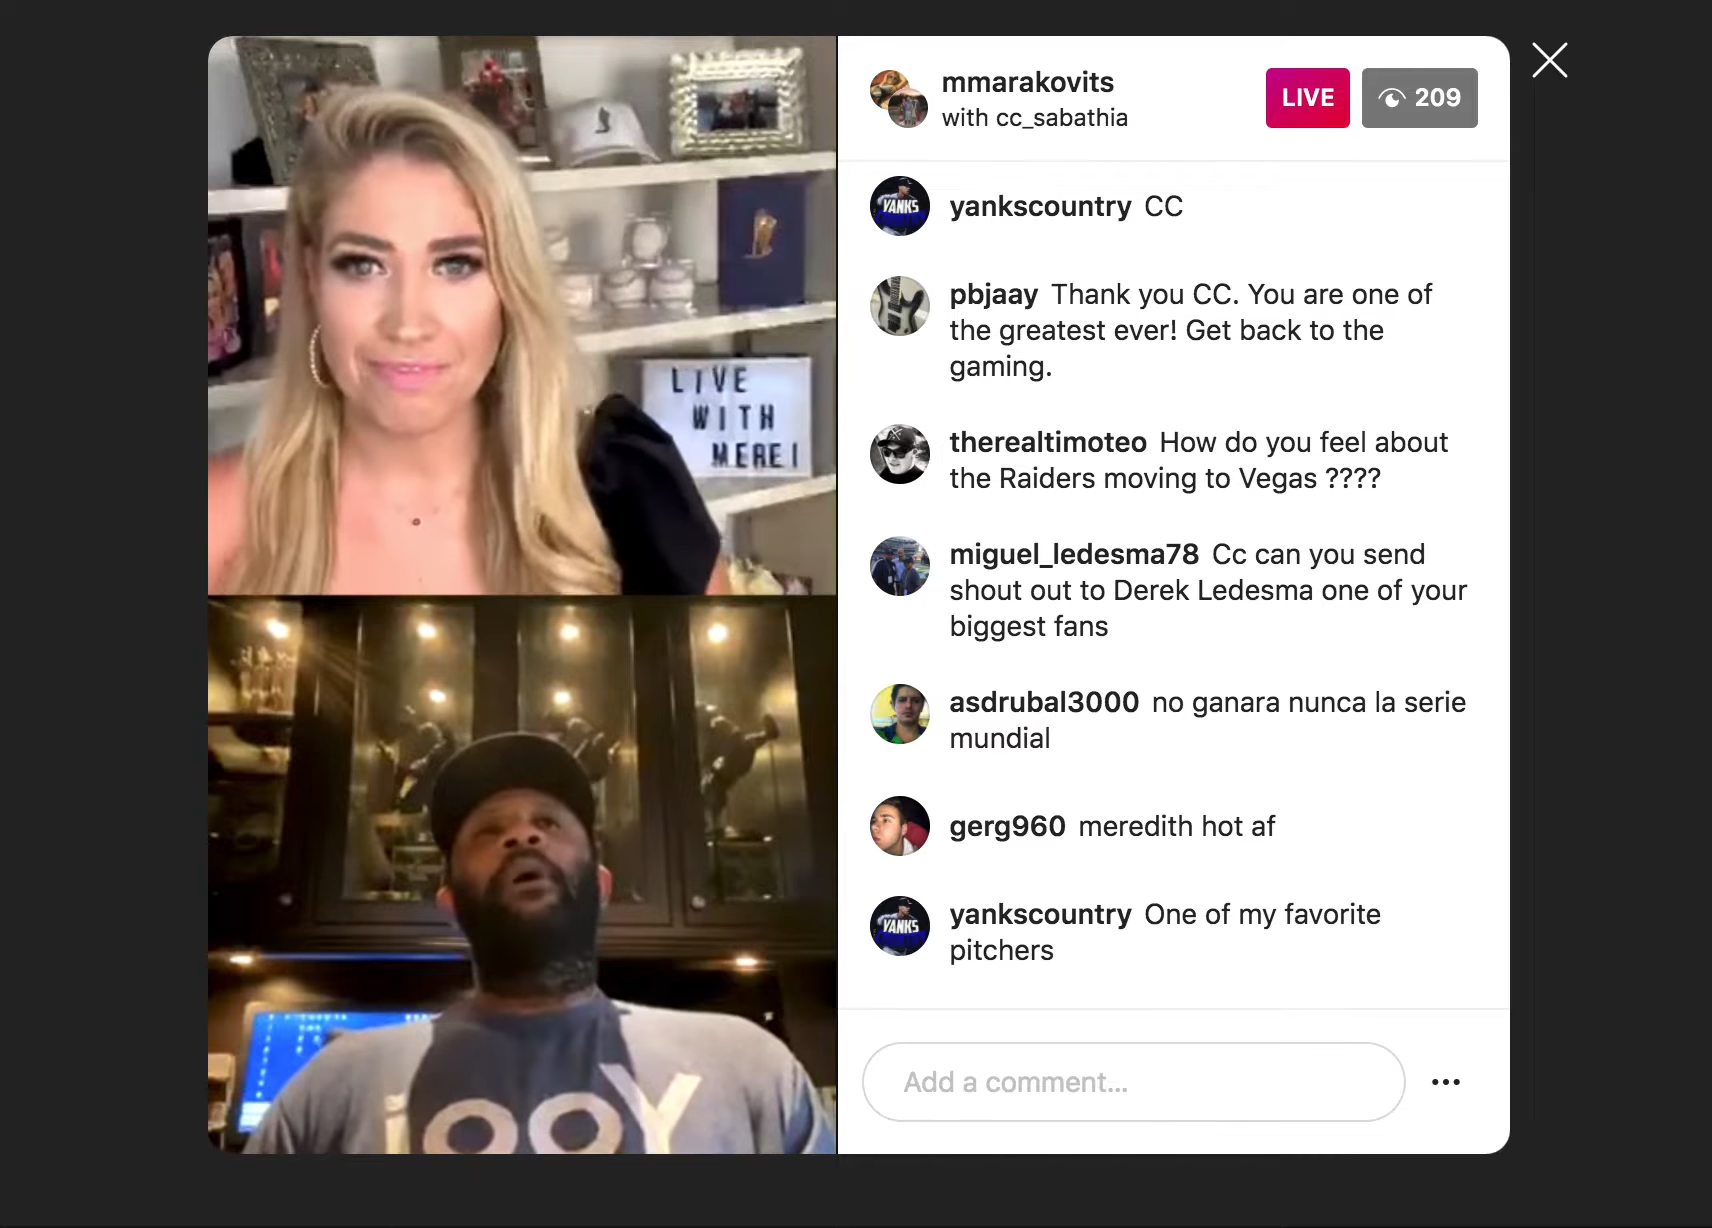 mmarakovits
with cc_sabathia
LIVE
209
yankscountry CC
pbjaay Thank you CC. You are one of
the greatest ever! Get back to the
gaming.
therealtimoteo How do you feel about
the Raiders moving to Vegas ????
miguel_ledesma78 Cc can you send
shout out to Derek Ledesma one of your
biggest fans
asdrubal3000 no ganara nunca la serie
mundial
gerg960 meredith hot af
yankscountry One of my favorite
pitchers
Add a comment...
LIVE
WITH
MERE!
YANKS
YANKS